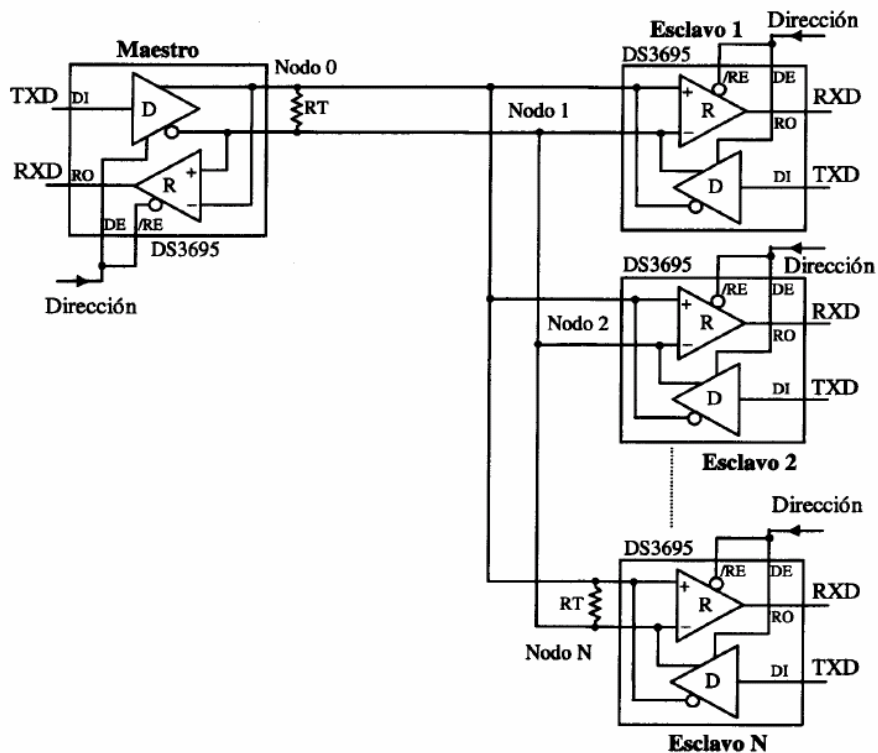 Maestro
Nodo 0
TXD
DI
D
RT
RXD
RO
R
+
−
DE
/RE
DS3695
Dirección
Nodo 1
Esclavo 1
Dirección
DS3695
/RE
DE
+
−
R
RXD
RO
D
DI
TXD
Nodo 2
DS3695
Dirección
/RE
DE
+
−
R
RXD
RO
D
DI
TXD
Esclavo 2
Dirección
DS3695
/RE
DE
RT
+
−
R
RXD
RO
Nodo N
D
DI
TXD
Esclavo N